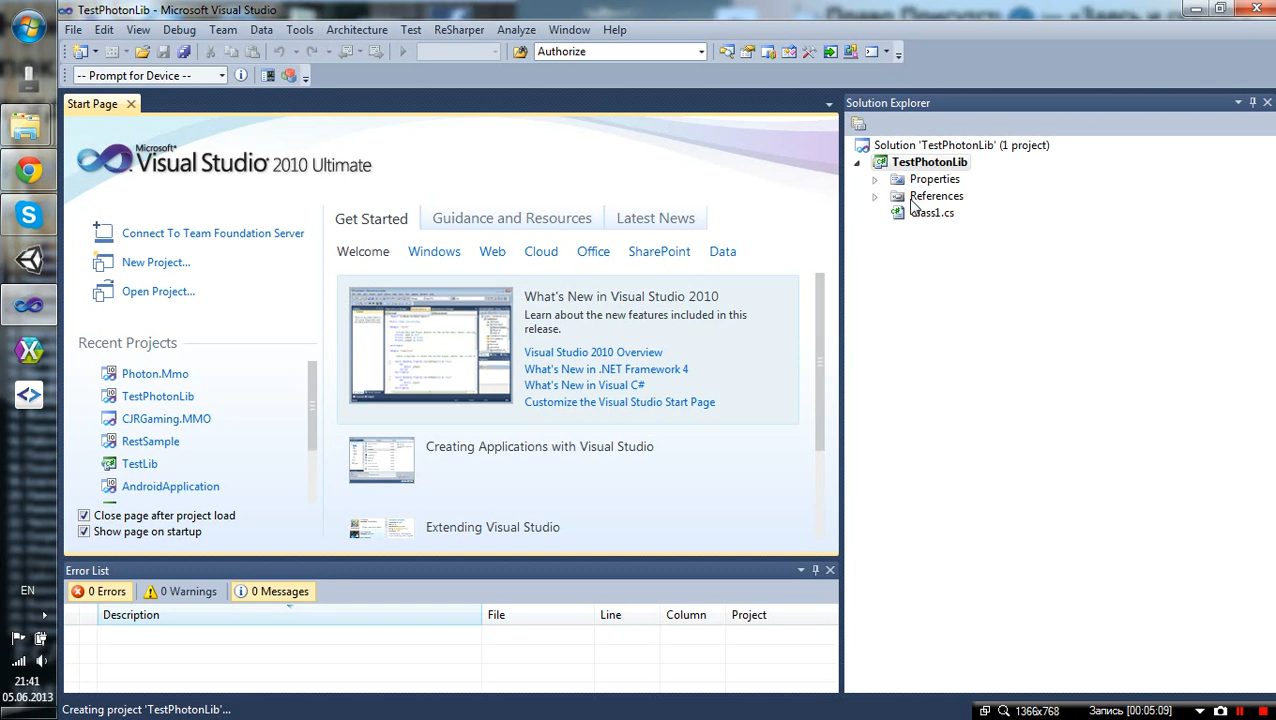 TestPhotonLib - Microsoft Visual Studio
File Edit View Debug Team Data Tools Architecture Test ReSharper Analyze Window Help
Authorize
-- Prompt for Device --
Start Page
Solution Explorer
Solution 'TestPhotonLib' (1 project)
TestPhotonLib
Properties
References
Microsoft®
Visual Studio® 2010 Ultimate
Connect To Team Foundation Server
New Project...
Open Project...
Recent Projects
Photon.Mmo
TestPhotonLib
CJRGaming.MMO
RestSample
TestLib
AndroidApplication
Close page after project load
Show page on startup
Get Started Guidance and Resources Latest News
Welcome Windows Web Cloud Office SharePoint Data
What's New in Visual Studio 2010
Learn about the new features included in this
release.
Visual Studio 2010 Overview
What's New in .NET Framework 4
What's New in Visual C#
Customize the Visual Studio Start Page
Creating Applications with Visual Studio
Extending Visual Studio
Error List
0 Errors 0 Warnings 0 Messages
Description File Line Column Project
Creating project 'TestPhotonLib'...
EN
21:41
05.06.2013
1366x768 Запись [00:05:09]